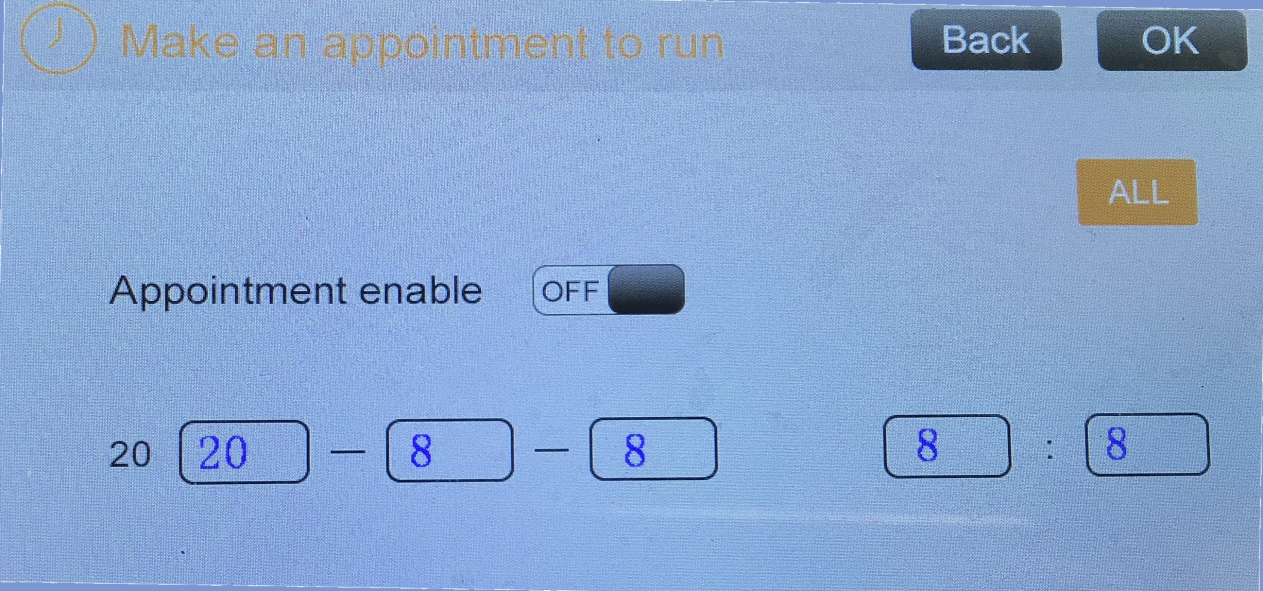 Make an appointment to run Back OK
ALL
Appointment enable OFF
20 20 — 8 — 8 8 : 8